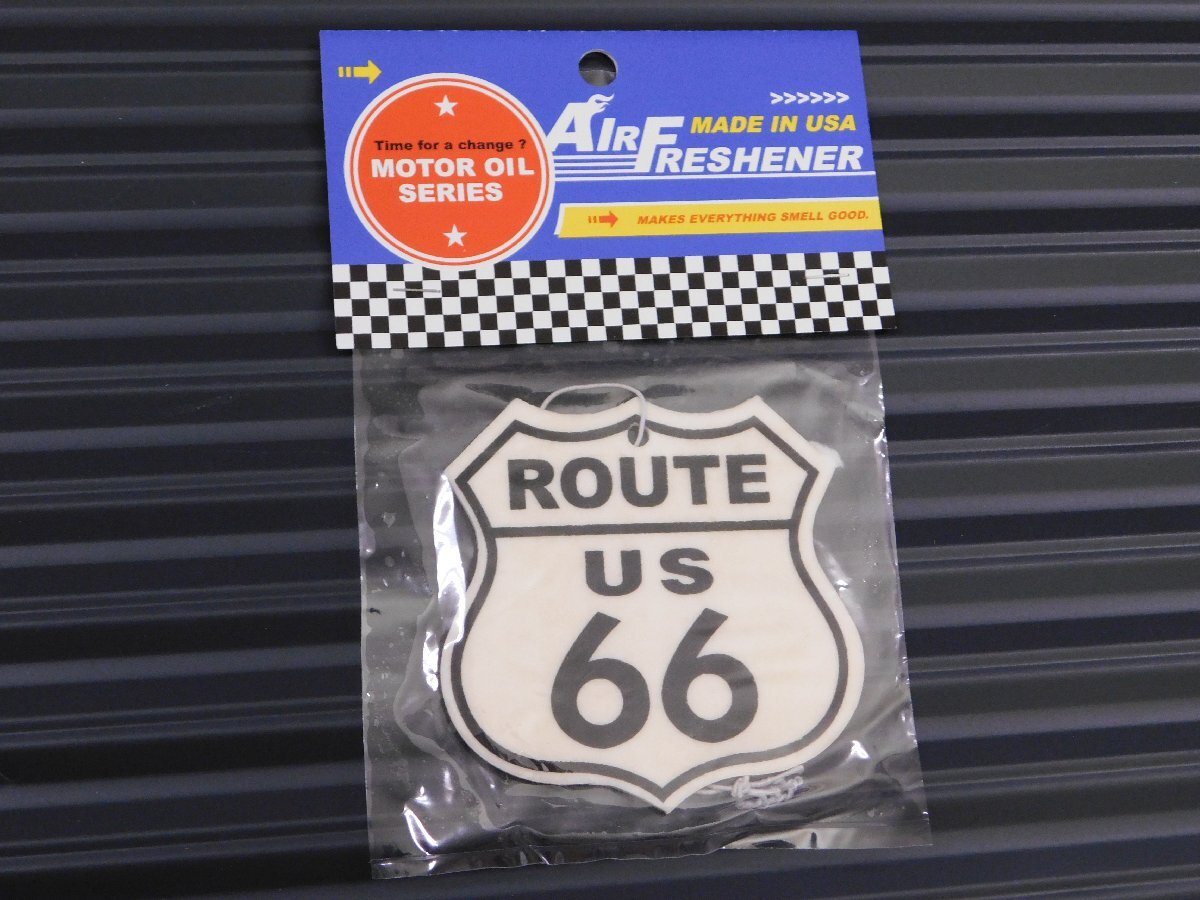 Time for a change ?
MOTOR OIL
SERIES
>>>>>>
MADE IN USA
AIR FRESHENER
MAKES EVERYTHING SMELL GOOD.
ROUTE
US
66